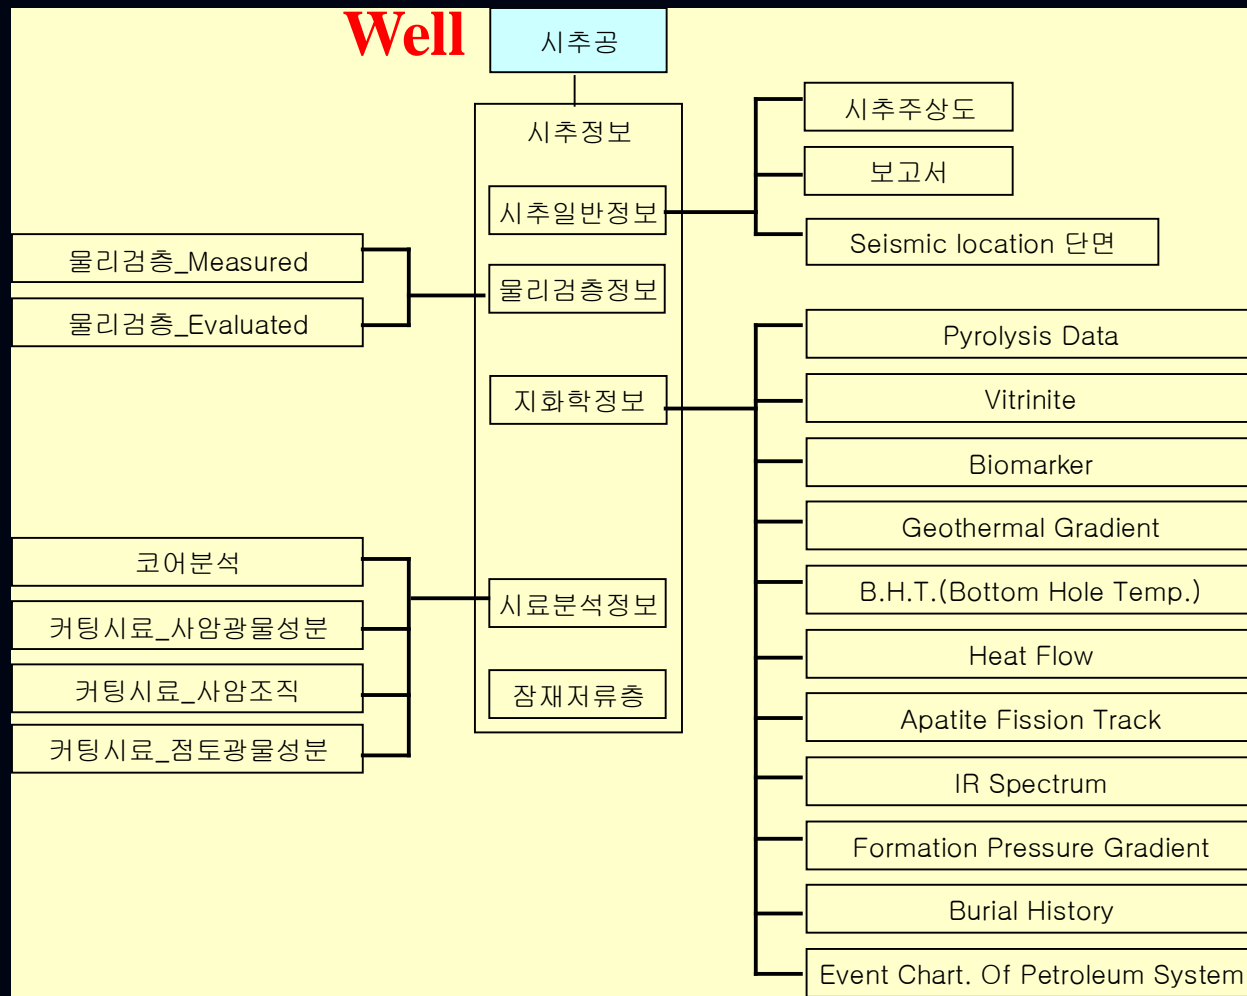 Well
시추공
시추정보
시추일반정보
물리검층정보
지화학정보
시료분석정보
잠재저류층
시추주상도
보고서
Seismic location 단면
물리검층_Measured
물리검층_Evaluated
Pyrolysis Data
Vitrinite
Biomarker
Geothermal Gradient
B.H.T.(Bottom Hole Temp.)
Heat Flow
Apatite Fission Track
IR Spectrum
Formation Pressure Gradient
Burial History
Event Chart. Of Petroleum System
코어분석
커팅시료_사암광물성분
커팅시료_사암조직
커팅시료_점토광물성분